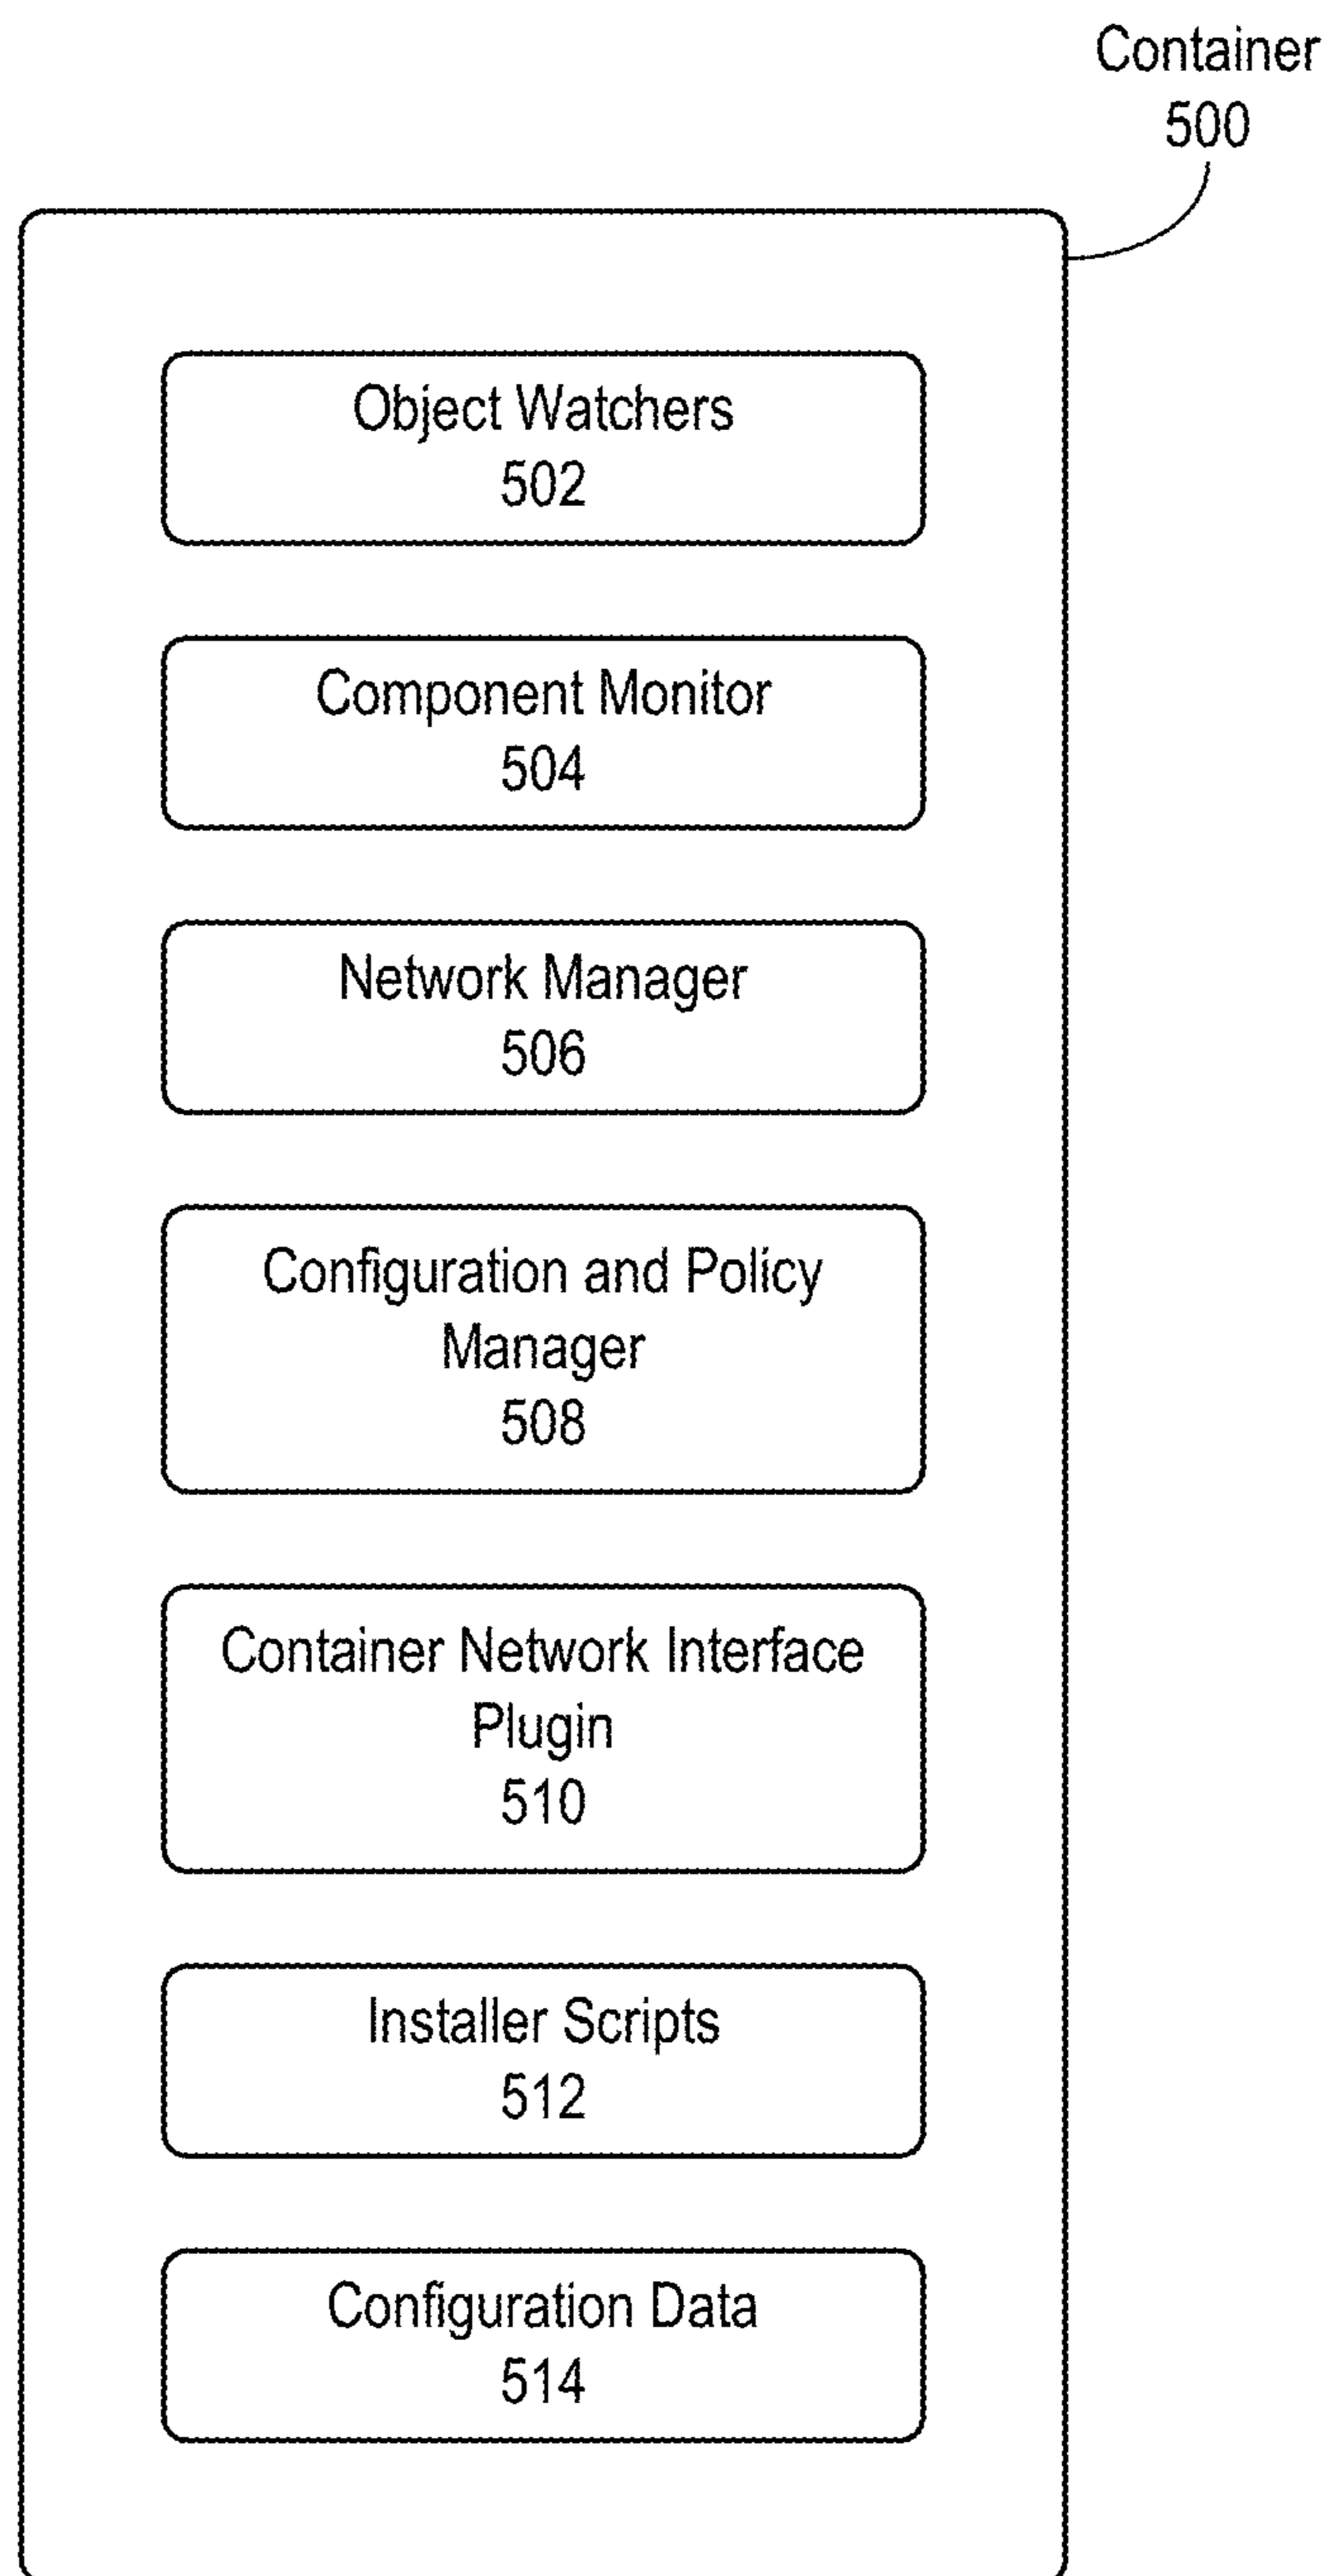 Container
500
Object Watchers
502
Component Monitor
504
Network Manager
506
Configuration and Policy
Manager
508
Container Network Interface
Plugin
510
Installer Scripts
512
Configuration Data
514